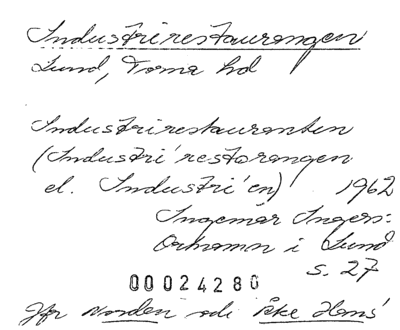 Industrirestaurangen
Lund, Torna hd
Industrirestauranten
(Industri'restorangen
el. Industri'en) 1962
Ingemar Ingers:
Ortnamn i Lund
s. 27
00024280
Jfr Norden och Åke Hans'